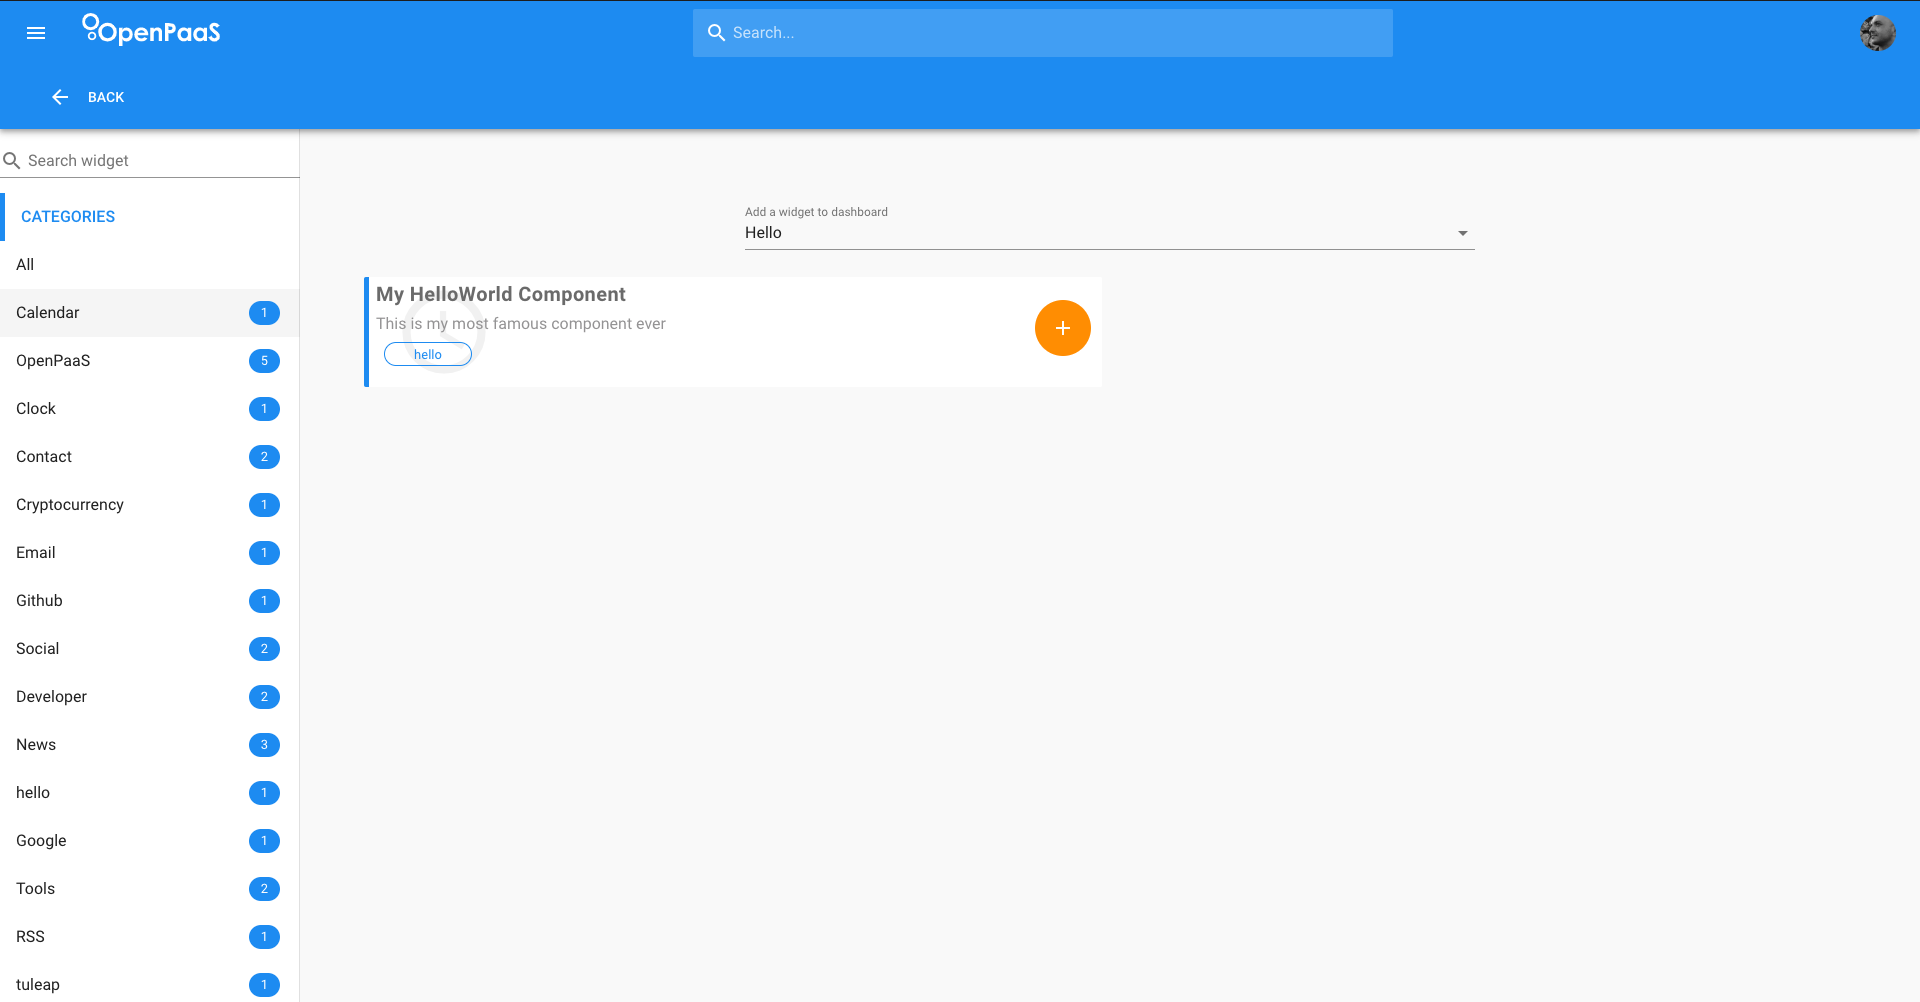 OpenPaaS
Search...
BACK
Search widget
CATEGORIES
All
Calendar 1
OpenPaaS 5
Clock 1
Contact 2
Cryptocurrency 1
Email 1
Github 1
Social 2
Developer 2
News 3
hello 1
Google 1
Tools 2
RSS 1
tuleap 1
Add a widget to dashboard
Hello
My HelloWorld Component
This is my most famous component ever
hello